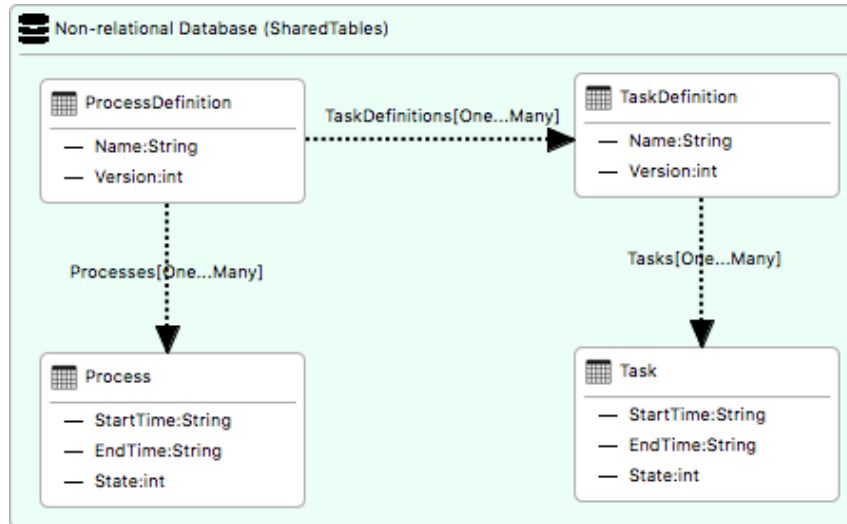 Non-relational Database (SharedTables)
ProcessDefinition
— Name:String
— Version:int
TaskDefinitions[One...Many]
TaskDefinition
— Name:String
— Version:int
Processes[One...Many]
Tasks[One...Many]
Process
— StartTime:String
— EndTime:String
— State:int
Task
— StartTime:String
— EndTime:String
— State:int